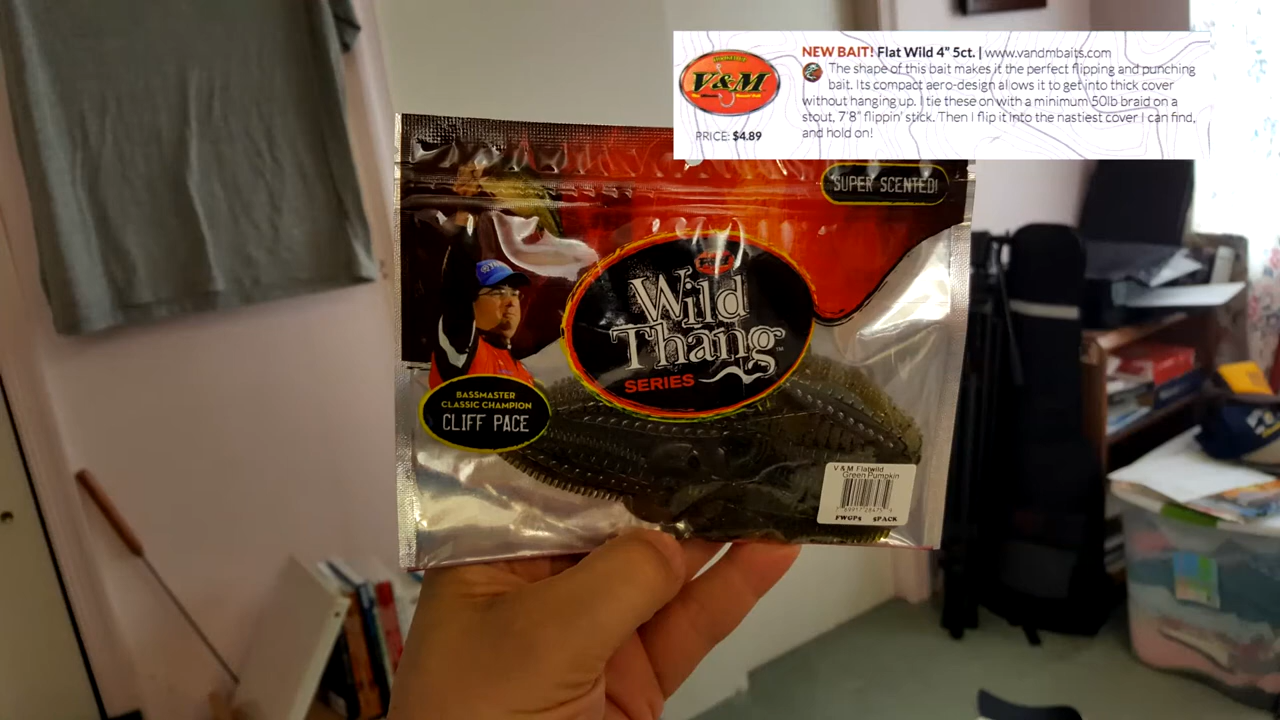 NEW BAIT! Flat Wild 4" 5ct. | www.vandmbaits.com
The shape of this bait makes it the perfect flipping and punching
bait. Its compact aero-design allows it to get into thick cover
without hanging up. I tie these on with a minimum 50lb braid on a
stout, 7'8" flippin' stick. Then I flip it into the nastiest cover I can find,
and hold on!
V&M
PRICE: $4.89
SUPER SCENTED!
Wild
Thang™
SERIES
BASSMASTER
CLASSIC CHAMPION
CLIFF PACE
V & M Flatwild
Green Pumpkin
FWGP4 5PACK